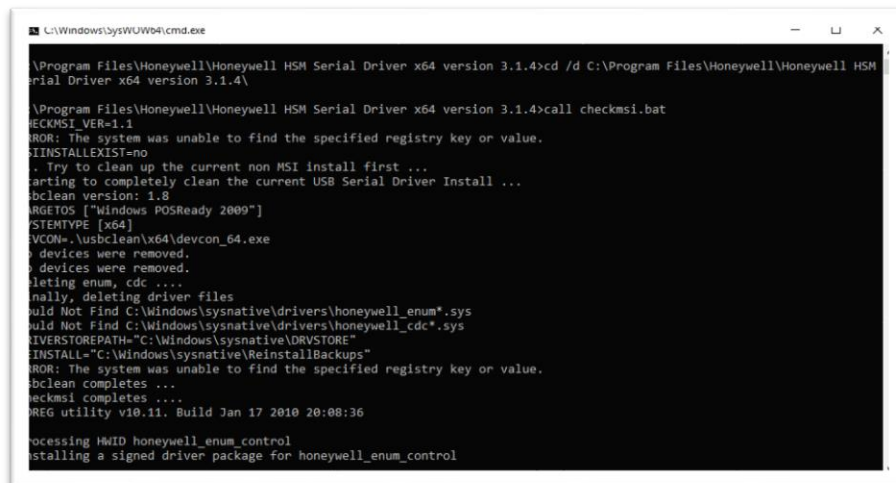 C:\Windows\SysWOW64\cmd.exe
:\Program Files\Honeywell\Honeywell HSM Serial Driver x64 version 3.1.4>cd /d C:\Program Files\Honeywell\Honeywell HSM
erial Driver x64 version 3.1.4\
:\Program Files\Honeywell\Honeywell HSM Serial Driver x64 version 3.1.4>call checkmsi.bat
HECKMSI_VER=1.1
RROR: The system was unable to find the specified registry key or value.
SIINSTALLEXIST=no
.. Try to clean up the current non MSI install first ...
tarting to completely clean the current USB Serial Driver Install ...
sbclean version: 1.8
ARGETOS ["Windows POSReady 2009"]
YSTEMTYPE [x64]
EVCON=.\usbclean\x64\devcon_64.exe
o devices were removed.
o devices were removed.
eleting enum, cdc ....
inally, deleting driver files
ould Not Find C:\Windows\sysnative\drivers\honeywell_enum*.sys
ould Not Find C:\Windows\sysnative\drivers\honeywell_cdc*.sys
RIVERSTOREPATH="C:\Windows\sysnative\DRVSTORE"
EINSTALL="C:\Windows\sysnative\ReinstallBackups"
RROR: The system was unable to find the specified registry key or value.
sbclean completes ...
heckmsi completes ....
OREG utility v10.11. Build Jan 17 2010 20:08:36
rocessing HWID honeywell_enum_control
nstalling a signed driver package for honeywell_enum_control